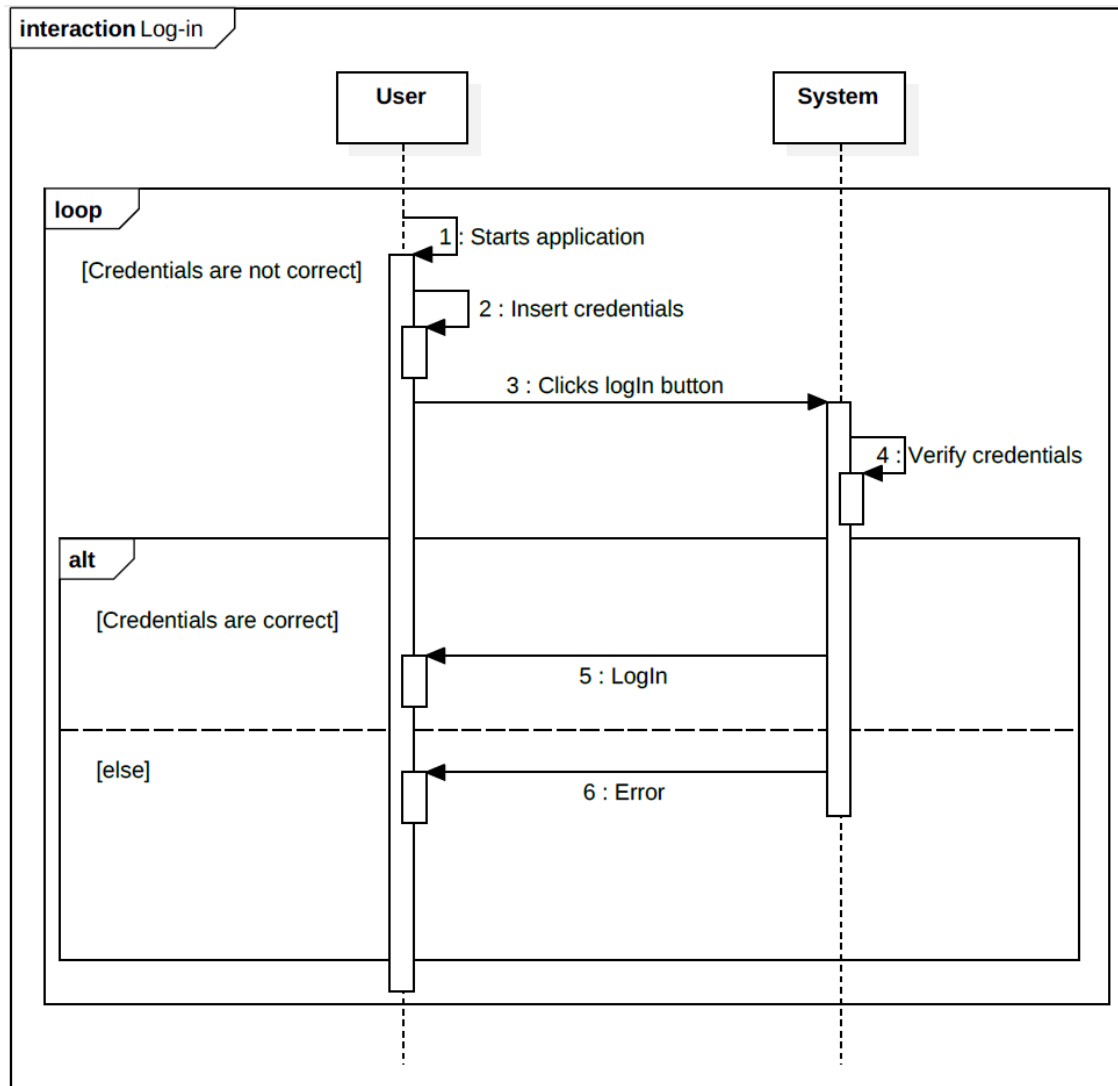 interaction Log-in
User
System
loop
1 : Starts application
[Credentials are not correct]
2 : Insert credentials
3 : Clicks logIn button
4 : Verify credentials
alt
[Credentials are correct]
5 : LogIn
[else]
6 : Error